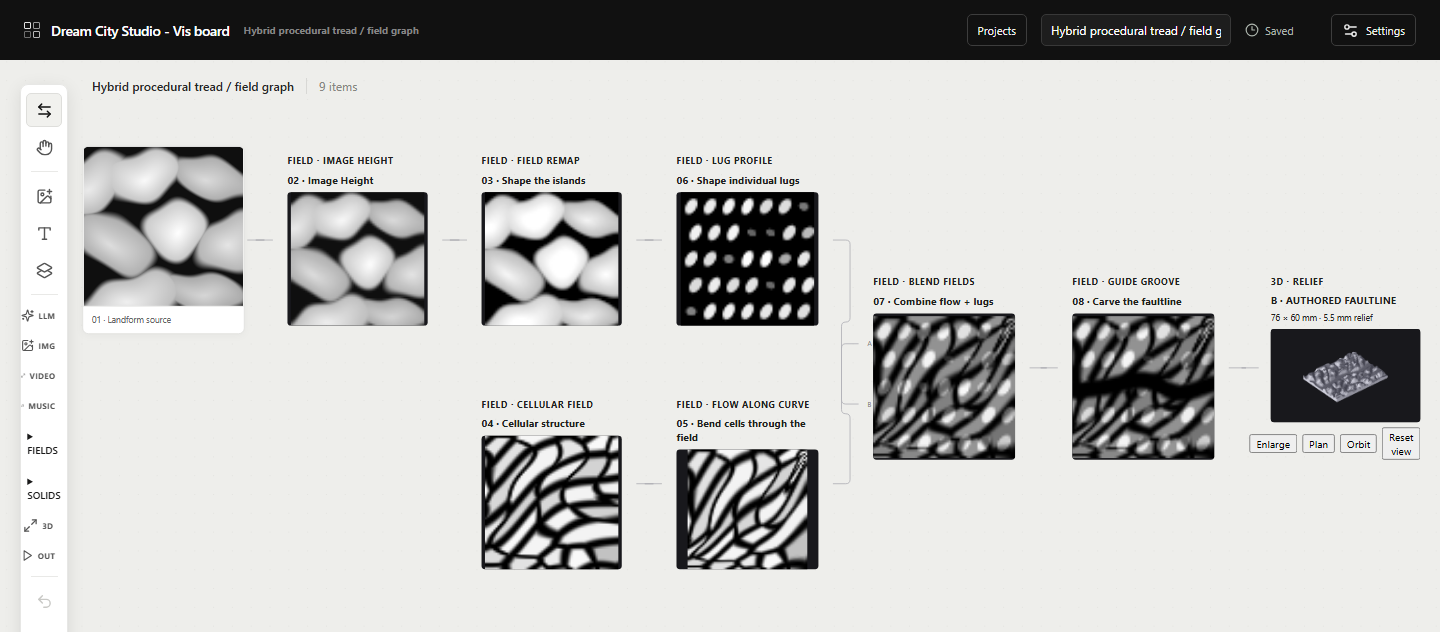 Dream City Studio - Vis board
Hybrid procedural tread / field graph
Projects
Hybrid procedural tread / field g
Saved
Settings
Hybrid procedural tread / field graph
9 items
LLM
IMG
VIDEO
MUSIC
FIELDS
SOLIDS
3D
OUT
01 · Landform source
FIELD · IMAGE HEIGHT
02 · Image Height
FIELD · FIELD REMAP
03 · Shape the islands
FIELD · LUG PROFILE
06 · Shape individual lugs
FIELD · CELLULAR FIELD
04 · Cellular structure
FIELD · FLOW ALONG CURVE
05 · Bend cells through the
field
A
B
FIELD · BLEND FIELDS
07 · Combine flow + lugs
FIELD · GUIDE GROOVE
08 · Carve the faultline
3D · RELIEF
B · AUTHORED FAULTLINE
76 × 60 mm · 5.5 mm relief
Enlarge
Plan
Orbit
Reset
view